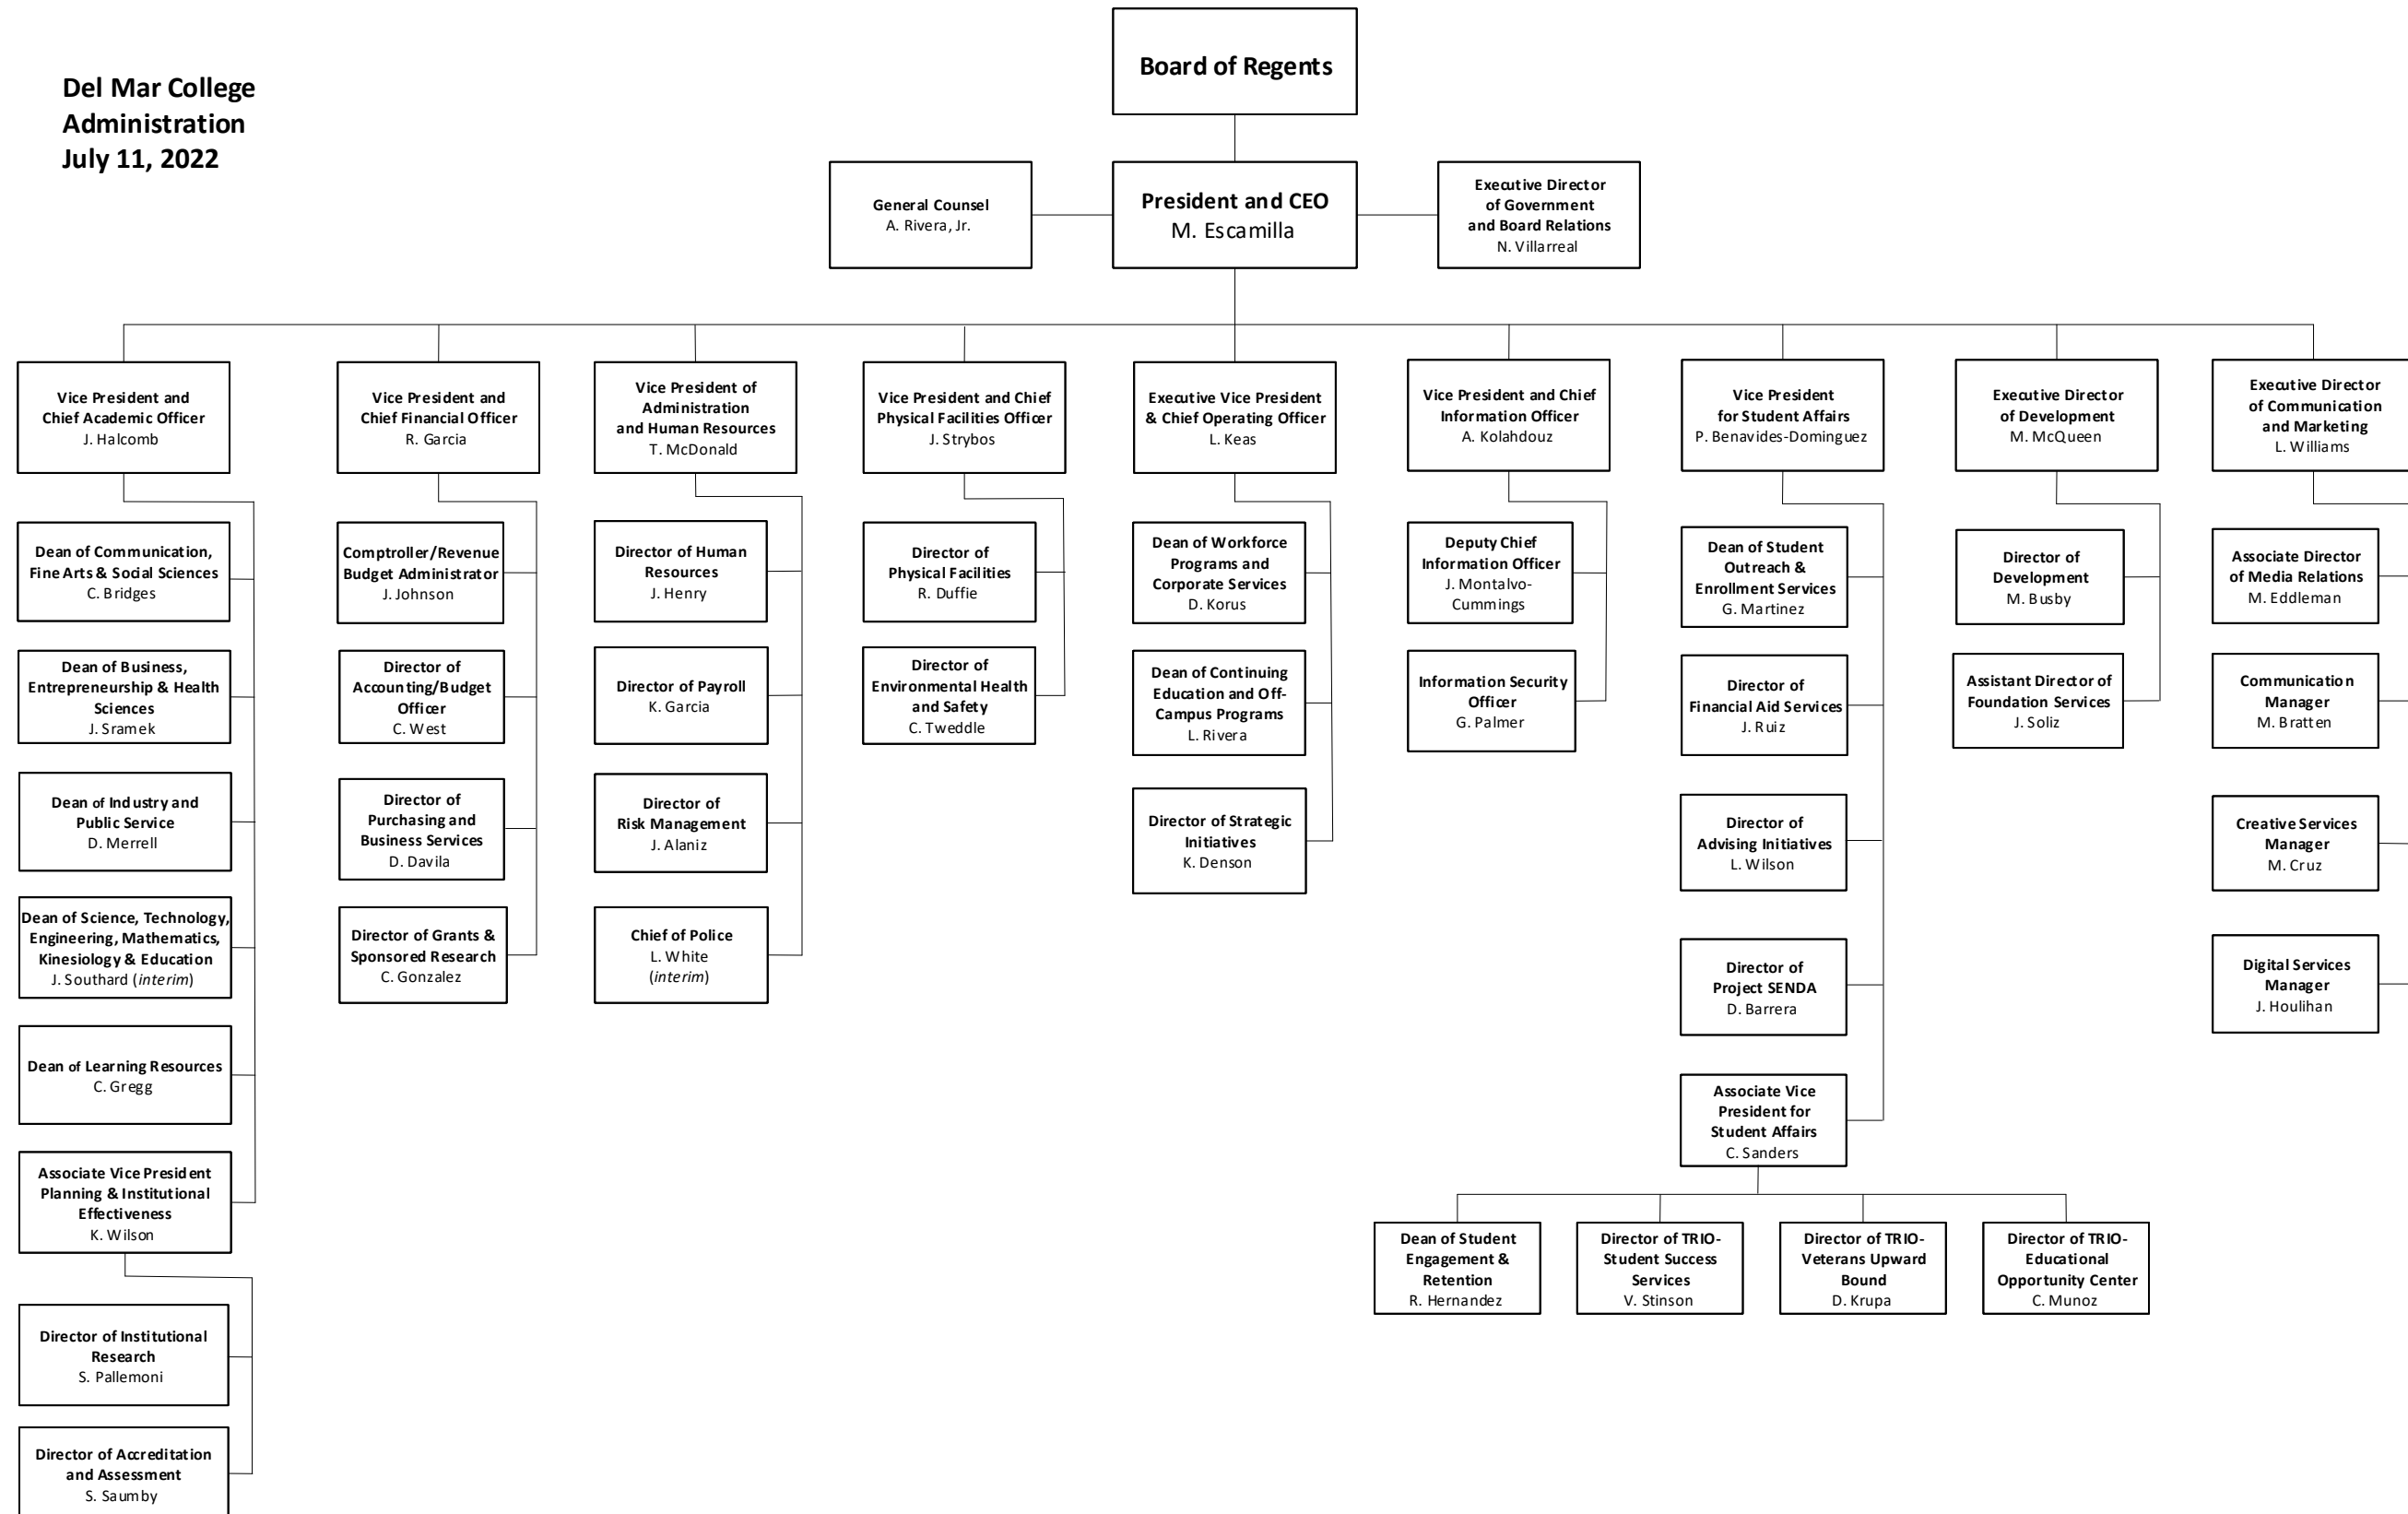 Del Mar College
Administration
July 11, 2022
Board of Regents
General Counsel
A. Rivera, Jr.
President and CEO
M. Escamilla
Executive Director
of Government
and Board Relations
N. Villarreal
Vice President and
Chief Academic Officer
J. Halcomb
Vice President and
Chief Financial Officer
R. Garcia
Vice President of
Administration
and Human Resources
T. McDonald
Vice President and Chief
Physical Facilities Officer
J. Strybos
Executive Vice President
& Chief Operating Officer
L. Keas
Vice President and Chief
Information Officer
A. Kolahdouz
Vice President
for Student Affairs
P. Benavides-Dominguez
Executive Director
of Development
M. McQueen
Executive Director
of Communication
and Marketing
L. Williams
Dean of Communication,
Fine Arts & Social Sciences
C. Bridges
Dean of Business,
Entrepreneurship & Health
Sciences
J. Sramek
Dean of Industry and
Public Service
D. Merrell
Dean of Science, Technology,
Engineering, Mathematics,
Kinesiology & Education
J. Southard (interim)
Dean of Learning Resources
C. Gregg
Associate Vice President
Planning & Institutional
Effectiveness
K. Wilson
Director of Institutional
Research
S. Pallemoni
Director of Accreditation
and Assessment
S. Saumby
Comptroller/Revenue
Budget Administrator
J. Johnson
Director of
Accounting/Budget
Officer
C. West
Director of
Purchasing and
Business Services
D. Davila
Director of Grants &
Sponsored Research
C. Gonzalez
Director of Human
Resources
J. Henry
Director of Payroll
K. Garcia
Director of
Risk Management
J. Alaniz
Chief of Police
L. White
(interim)
Director of
Physical Facilities
R. Duffie
Director of
Environmental Health
and Safety
C. Tweddle
Dean of Workforce
Programs and
Corporate Services
D. Korus
Dean of Continuing
Education and Off-
Campus Programs
L. Rivera
Director of Strategic
Initiatives
K. Denson
Deputy Chief
Information Officer
J. Montalvo-
Cummings
Information Security
Officer
G. Palmer
Dean of Student
Outreach &
Enrollment Services
G. Martinez
Director of
Financial Aid Services
J. Ruiz
Director of
Advising Initiatives
L. Wilson
Director of
Project SENDA
D. Barrera
Associate Vice
President for
Student Affairs
C. Sanders
Dean of Student
Engagement &
Retention
R. Hernandez
Director of TRIO-
Student Success
Services
V. Stinson
Director of TRIO-
Veterans Upward
Bound
D. Krupa
Director of TRIO-
Educational
Opportunity Center
C. Munoz
Director of
Development
M. Busby
Assistant Director of
Foundation Services
J. Soliz
Associate Director
of Media Relations
M. Eddleman
Communication
Manager
M. Bratten
Creative Services
Manager
M. Cruz
Digital Services
Manager
J. Houlihan